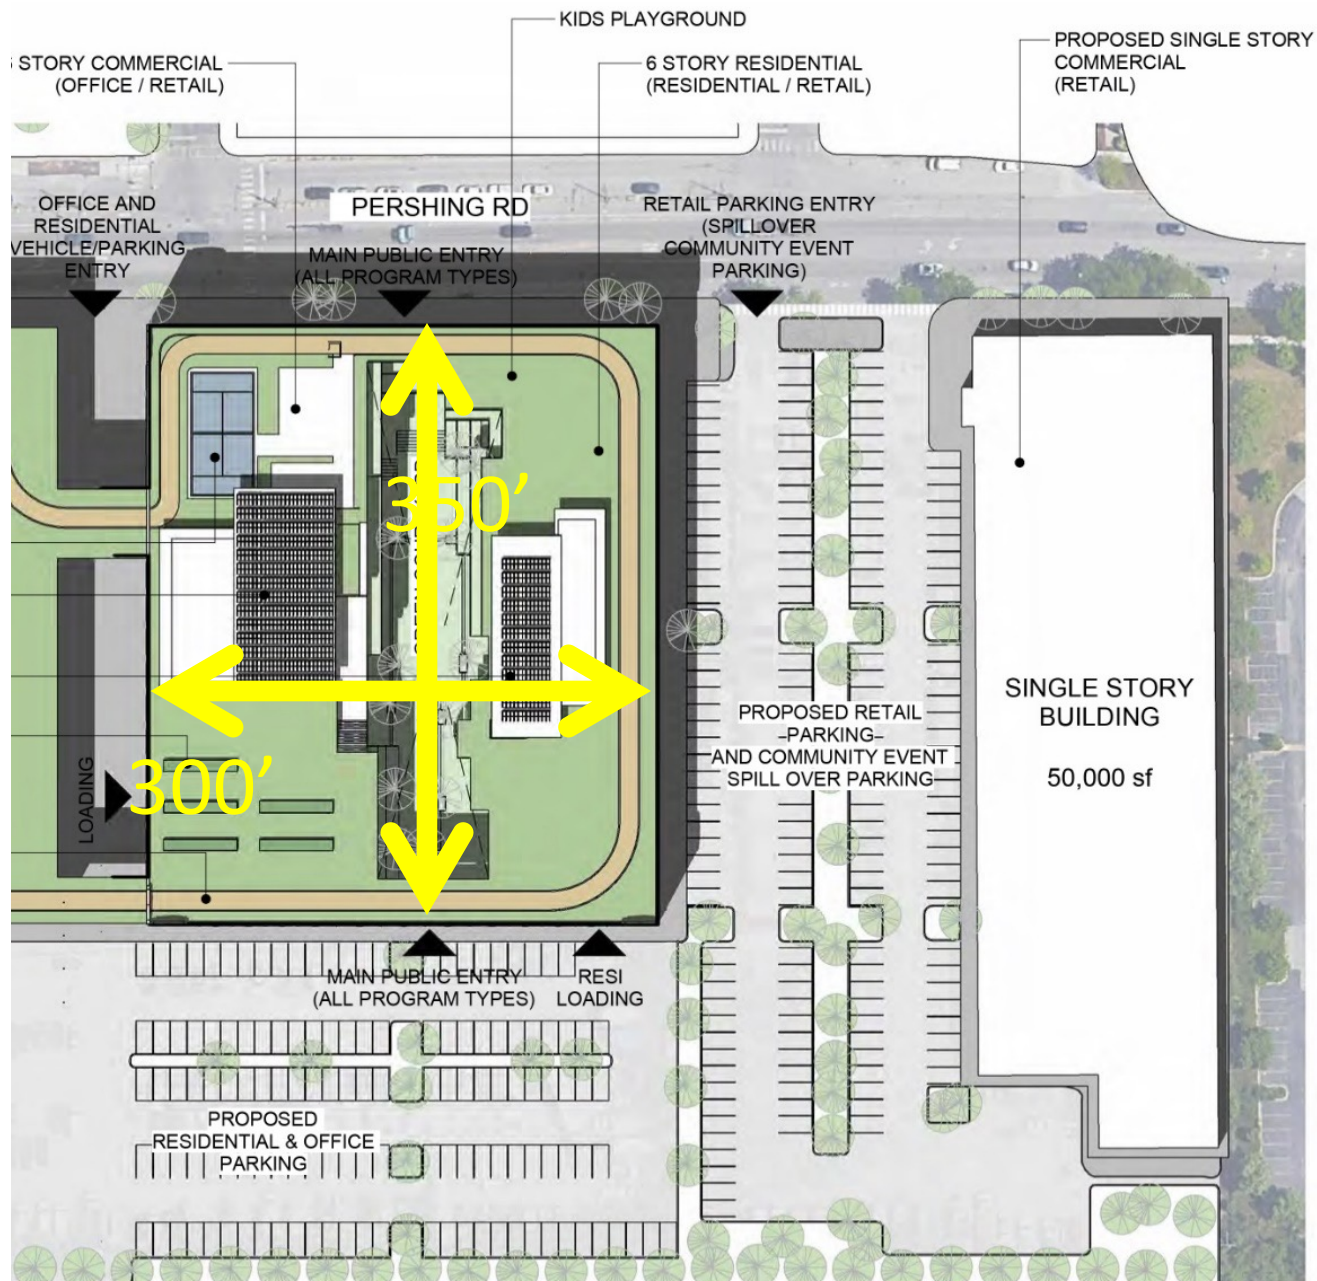 KIDS PLAYGROUND
STORY COMMERCIAL
(OFFICE / RETAIL)
6 STORY RESIDENTIAL
(RESIDENTIAL / RETAIL)
PROPOSED SINGLE STORY
COMMERCIAL
(RETAIL)
OFFICE AND
RESIDENTIAL
VEHICLE/PARKING
ENTRY
PERSHING RD
MAIN PUBLIC ENTRY
(ALL PROGRAM TYPES)
RETAIL PARKING ENTRY
(SPILLOVER
COMMUNITY EVENT
PARKING)
350’
300’
LOADING
SINGLE STORY
BUILDING
50,000 sf
PROPOSED RETAIL
PARKING
AND COMMUNITY EVENT
SPILL OVER PARKING
MAIN PUBLIC ENTRY
(ALL PROGRAM TYPES)
RESI
LOADING
PROPOSED
RESIDENTIAL & OFFICE
PARKING